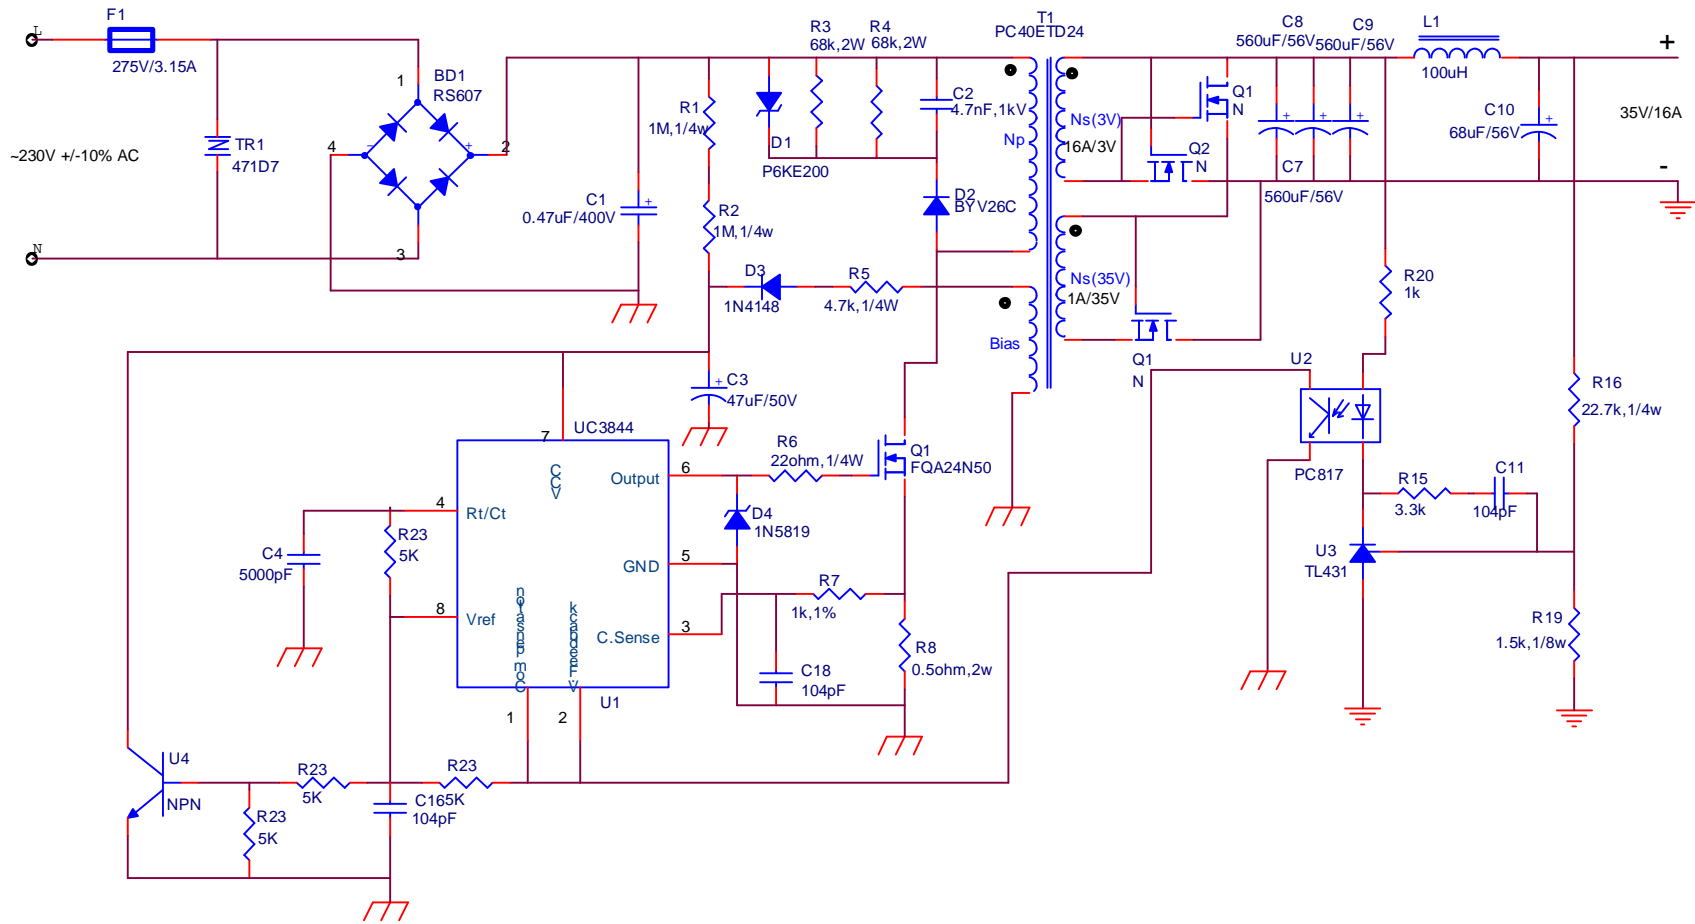 F1
L
275V/3.15A
1
BD1
RS607
~230V +/-10% AC
TR1
471D7
4
2
-
+
N
3
C1
0.47uF/400V
+
R1
1M,1/4w
R2
1M,1/4w
R3
68k,2W
R4
68k,2W
D1
P6KE200
C2
4.7nF,1kV
D2
BYV26C
T1
PC40ETD24
Np
Ns(3V)
16A/3V
Ns(35V)
1A/35V
Bias
Q1
N
Q2
N
Q1
N
C8
560uF/56V
C9
560uF/56V
+
+
+
C7
560uF/56V
L1
100uH
C10
68uF/56V
+
+
35V/16A
-
D3
1N4148
R5
4.7k,1/4W
C3
47uF/50V
+
R20
1k
U2
PC817
R16
22.7k,1/4w
R15
3.3k
C11
104pF
U3
TL431
R19
1.5k,1/8w
UC3844
7
VCC
Output
6
R6
22ohm,1/4W
Q1
FQA24N50
D4
1N5819
GND
5
C.Sense
3
R7
1k,1%
R8
0.5ohm,2w
C18
104pF
4
Rt/Ct
R23
5K
C4
5000pF
8
Vref
Compensation
V.Feedback
U1
1
2
U4
NPN
R23
5K
R23
5K
R23
C165K
104pF